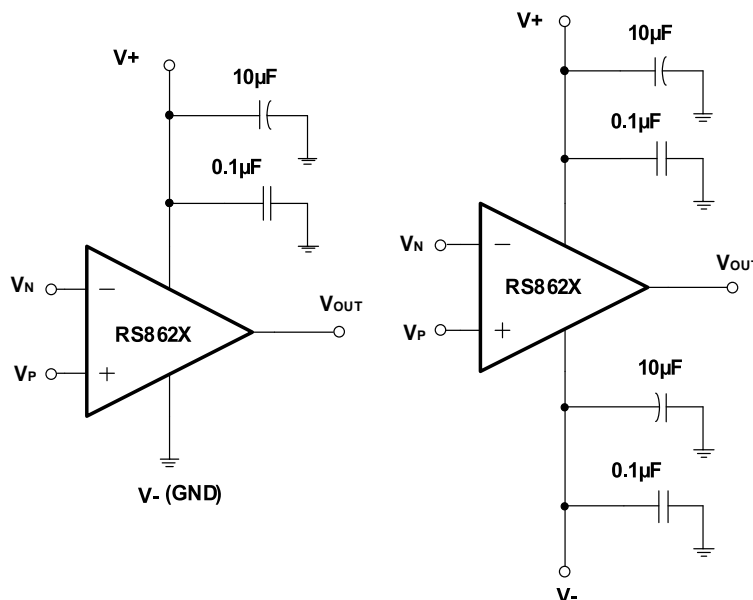 V+
10µF
0.1µF
VN
VP
RS862X
VOUT
V- (GND)
V+
10µF
0.1µF
VN
VP
RS862X
VOUT
10µF
0.1µF
V-